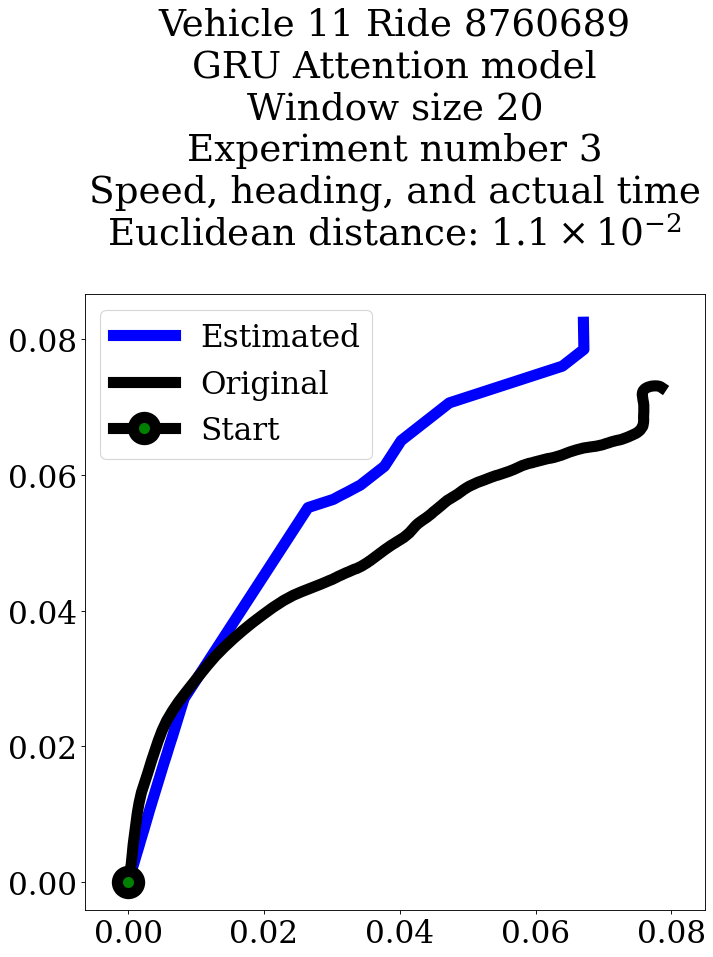 Vehicle 11 Ride 8760689
GRU Attention model
Window size 20
Experiment number 3
Speed, heading, and actual time
Euclidean distance: 1.1 × 10⁻²
Estimated
Original
Start
0.08
0.06
0.04
0.02
0.00
0.00 0.02 0.04 0.06 0.08